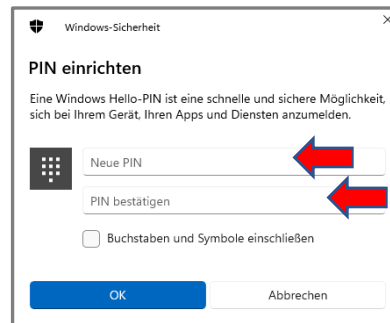 Windows-Sicherheit
PIN einrichten
Eine Windows Hello-PIN ist eine schnelle und sichere Möglichkeit,
sich bei Ihrem Gerät, Ihren Apps und Diensten anzumelden.
Neue PIN
PIN bestätigen
Buchstaben und Symbole einschließen
OK
Abbrechen